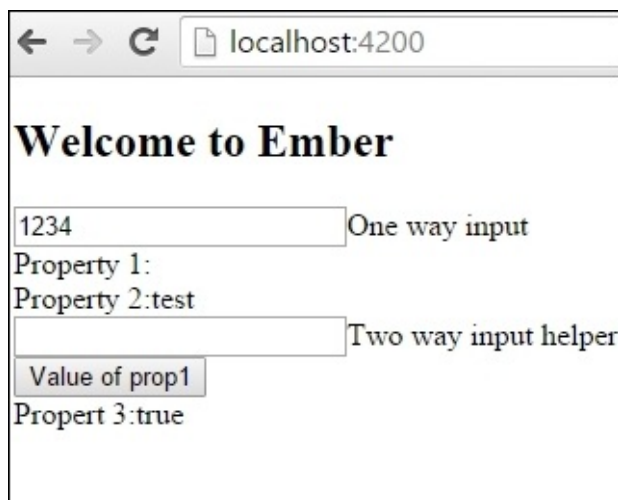 localhost:4200
Welcome to Ember
1234 One way input
Property 1:
Property 2:test
Two way input helper
Value of prop1
Propert 3:true